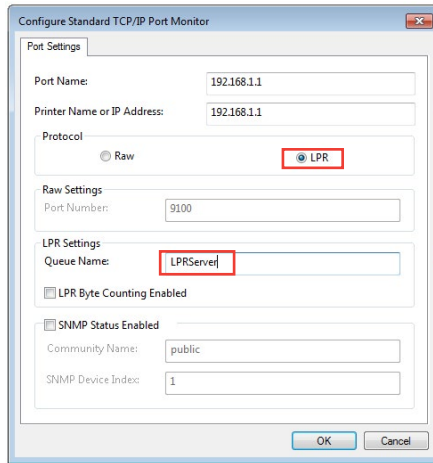 Configure Standard TCP/IP Port Monitor
Port Settings
Port Name: 192.168.1.1
Printer Name or IP Address: 192.168.1.1
Protocol
Raw LPR
Raw Settings
Port Number: 9100
LPR Settings
Queue Name: LPRServer
LPR Byte Counting Enabled
SNMP Status Enabled
Community Name: public
SNMP Device Index: 1
OK Cancel